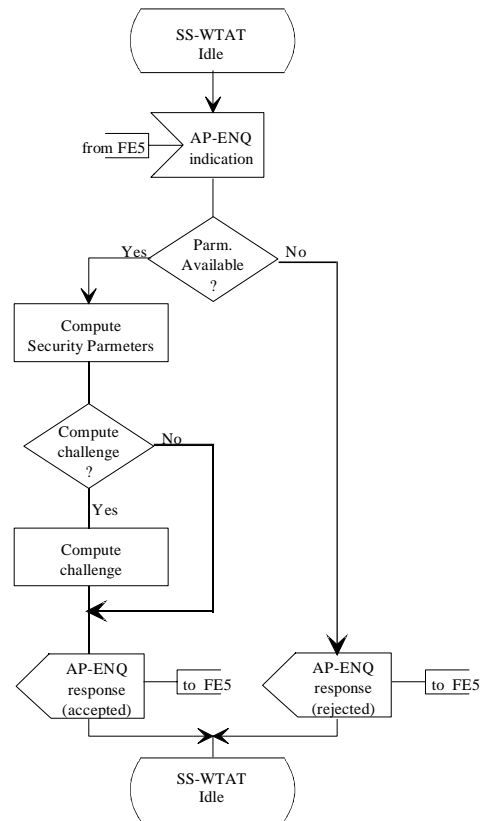 SS-WTAT
Idle
from FE5
AP-ENQ
indication
Yes
Parm.
Available
?
No
Compute
Security Parmeters
Compute
challenge
?
No
Yes
Compute
challenge
AP-ENQ
response
(accepted)
to FE5
AP-ENQ
response
(rejected)
to FE5
SS-WTAT
Idle